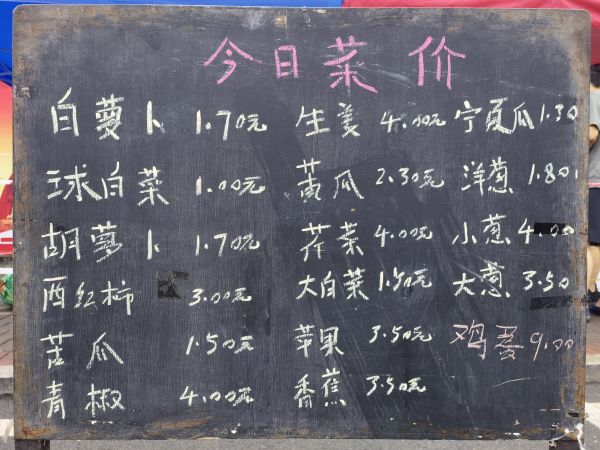 今日菜价
白萝卜 1.70元 生姜 4.00元 宁夏瓜 1.30
球白菜 1.00元 黄瓜 2.30元 洋葱 1.80
胡萝卜 1.70元 芹菜 4.00元 小葱 4.00
西红柿 3.00元 大白菜 1.50元 大葱 3.50
苦瓜 1.50元 苹果 3.50元 鸡蛋 9.00
青椒 4.00元 香蕉 3.50元